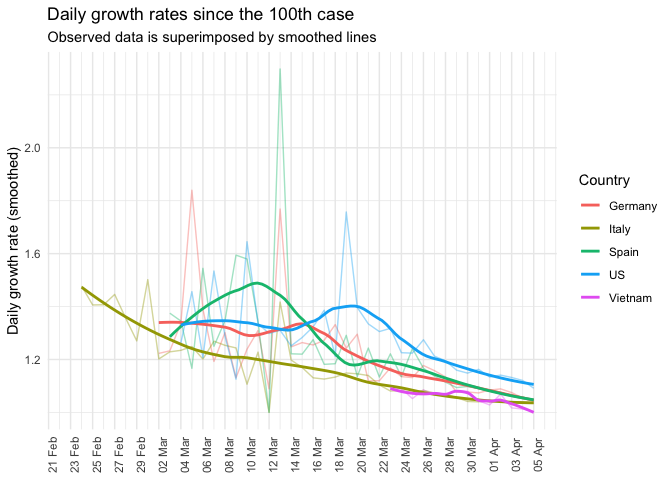 Daily growth rates since the 100th case
Observed data is superimposed by smoothed lines
Daily growth rate (smoothed)
2.0
1.6
1.2
21 Feb
23 Feb
25 Feb
27 Feb
29 Feb
02 Mar
04 Mar
06 Mar
08 Mar
10 Mar
12 Mar
14 Mar
16 Mar
18 Mar
20 Mar
22 Mar
24 Mar
26 Mar
28 Mar
30 Mar
01 Apr
03 Apr
05 Apr
Country
Germany
Italy
Spain
US
Vietnam